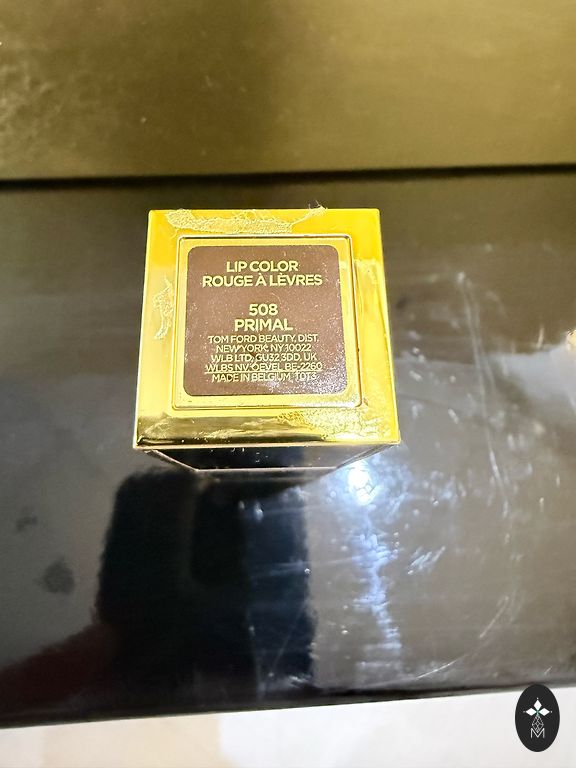 LIP COLOR
ROUGE À LÈVRES
508
PRIMAL
TOM FORD BEAUTY, DIST.
NEW YORK, NY 10022
WLB LTD, GU32 3DD, UK
WLBS NV, OEVEL BE-2260
MADE IN BELGIUM, T0T3
M